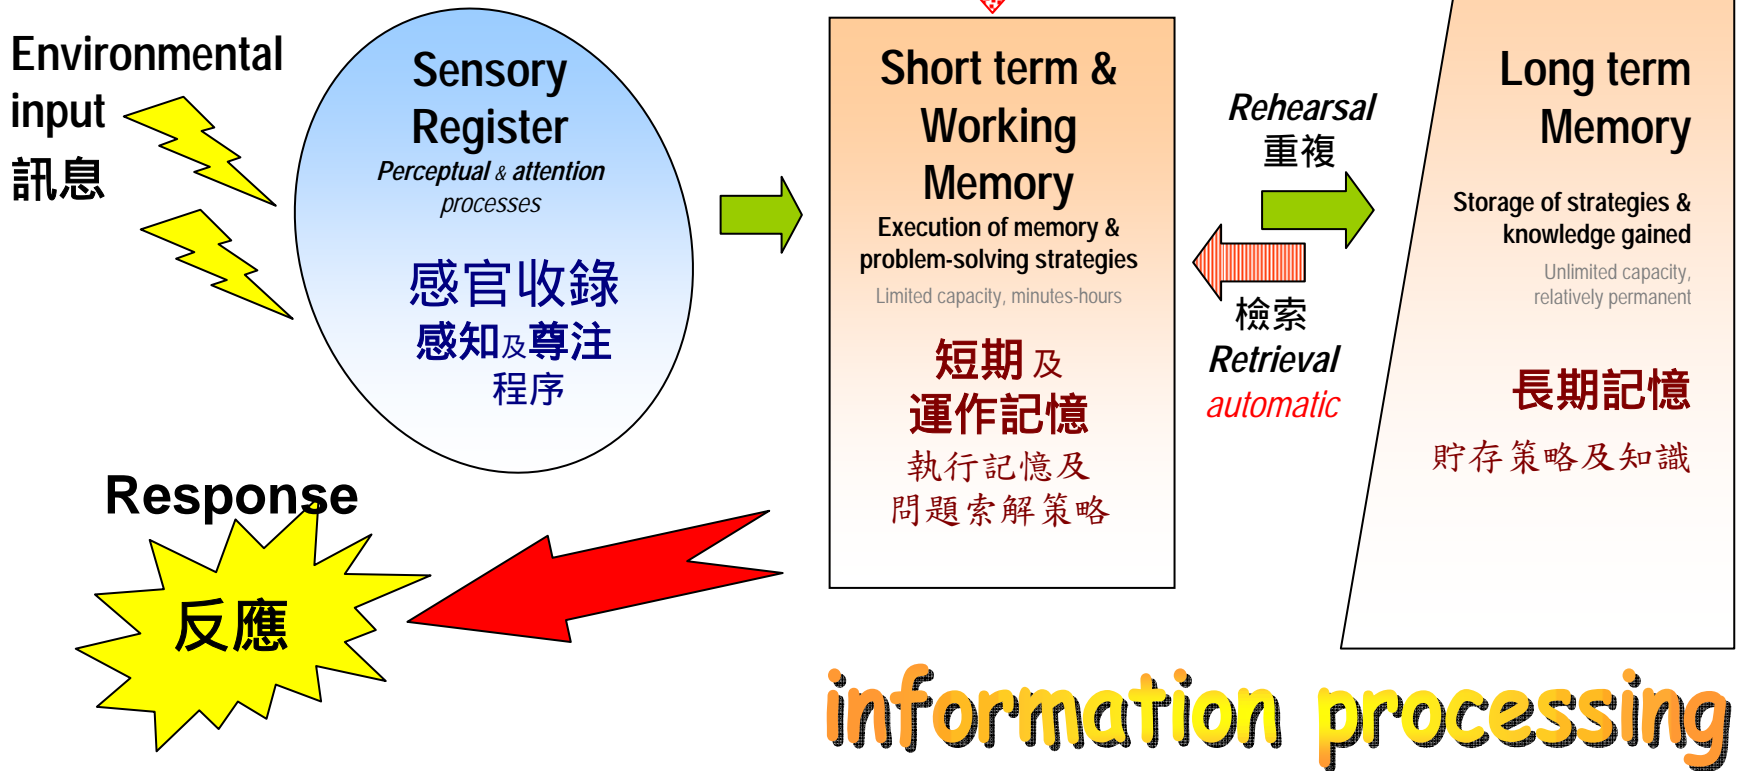 Environmental
input
訊息
Sensory
Register
Perceptual & attention
processes
感官收錄
感知及尊注
程序
Short term &
Working
Memory
Execution of memory &
problem-solving strategies
Limited capacity, minutes-hours
短期 及
運作記憶
執行記憶及
問題索解策略
Rehearsal
重複
檢索
Retrieval
automatic
Long term
Memory
Storage of strategies &
knowledge gained
Unlimited capacity,
relatively permanent
長期記憶
貯存策略及知識
Response
反應
information processing